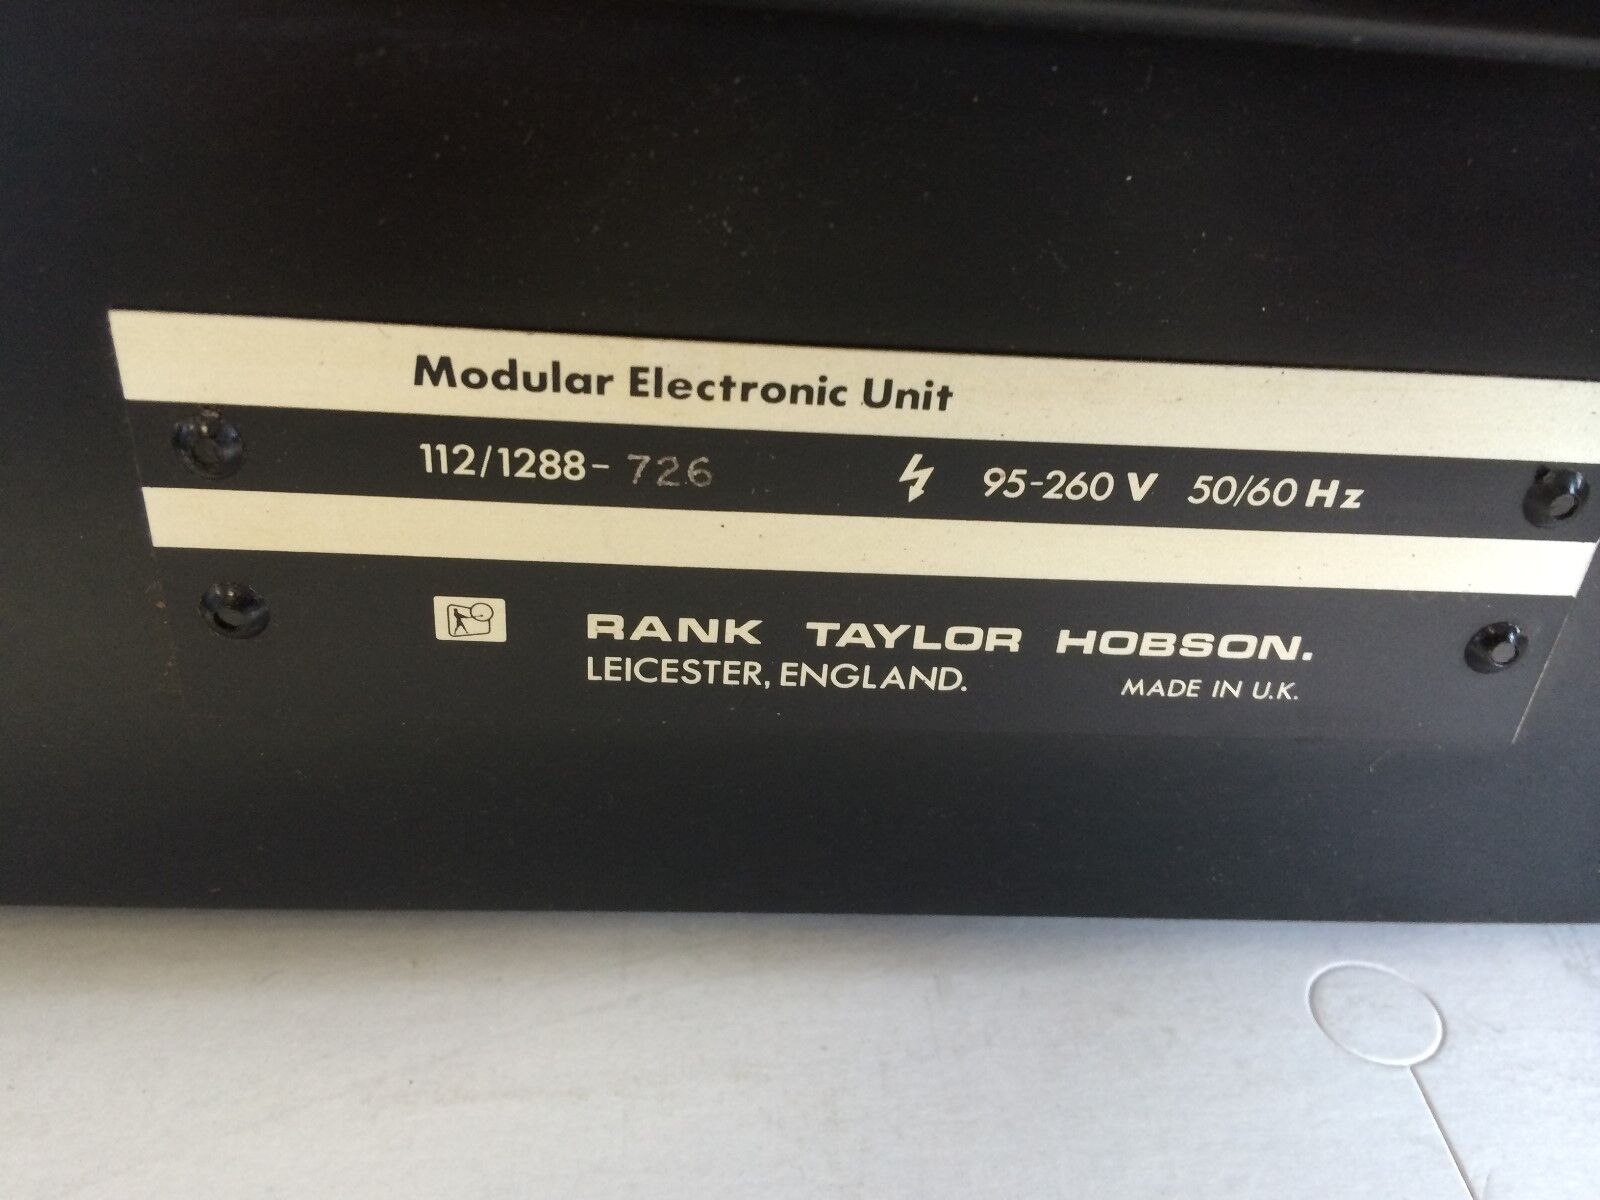 Modular Electronic Unit
112/1288-726 95-260 V 50/60 Hz
RANK TAYLOR HOBSON.
LEICESTER, ENGLAND. MADE IN U.K.